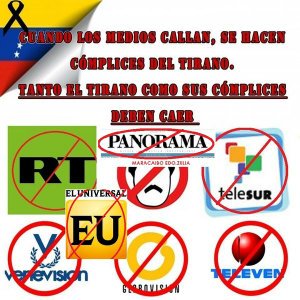 CUANDO LOS MEDIOS CALLAN, SE HACEN
CÓMPLICES DEL TIRANO.
TANTO EL TIRANO COMO SUS CÓMPLICES
DEBEN CAER
PANORAMA
MARACAIBO EDO. ZULIA
RT
teleSUR
EL UNIVERSAL
EU
venevision
GLOBOVISION
TELEVEN